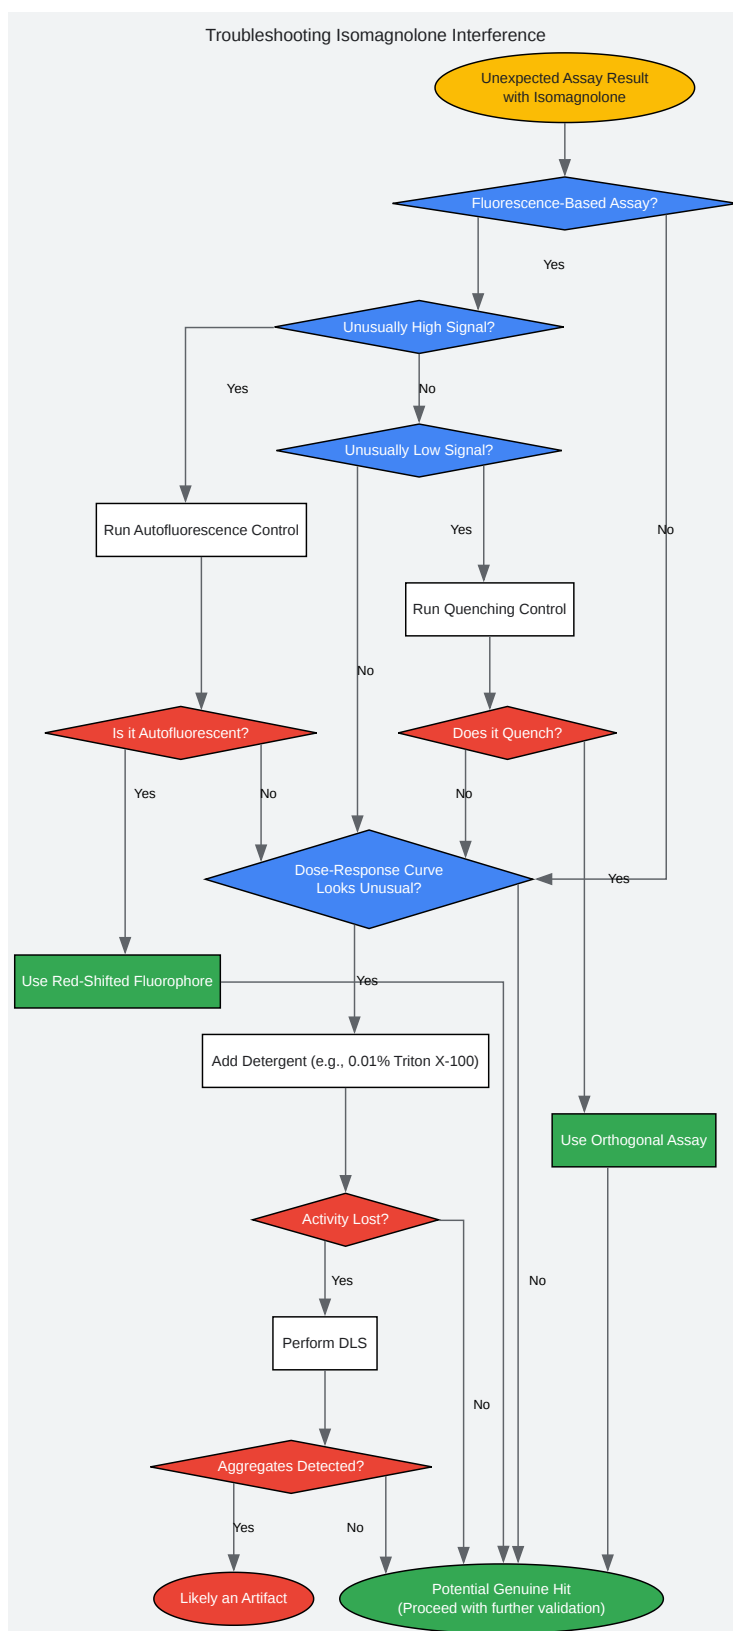 Troubleshooting Isomagnolone Interference
Unexpected Assay Result
with Isomagnolone
Fluorescence-Based Assay?
Yes
Unusually High Signal?
Yes
No
Unusually Low Signal?
Run Autofluorescence Control
Yes
No
Run Quenching Control
No
Is it Autofluorescent?
Does it Quench?
Yes
No
No
Dose-Response Curve
Looks Unusual?
Yes
Use Red-Shifted Fluorophore
Yes
Add Detergent (e.g., 0.01% Triton X-100)
Use Orthogonal Assay
Activity Lost?
Yes
No
Perform DLS
No
Aggregates Detected?
Yes
No
Likely an Artifact
Potential Genuine Hit
(Proceed with further validation)